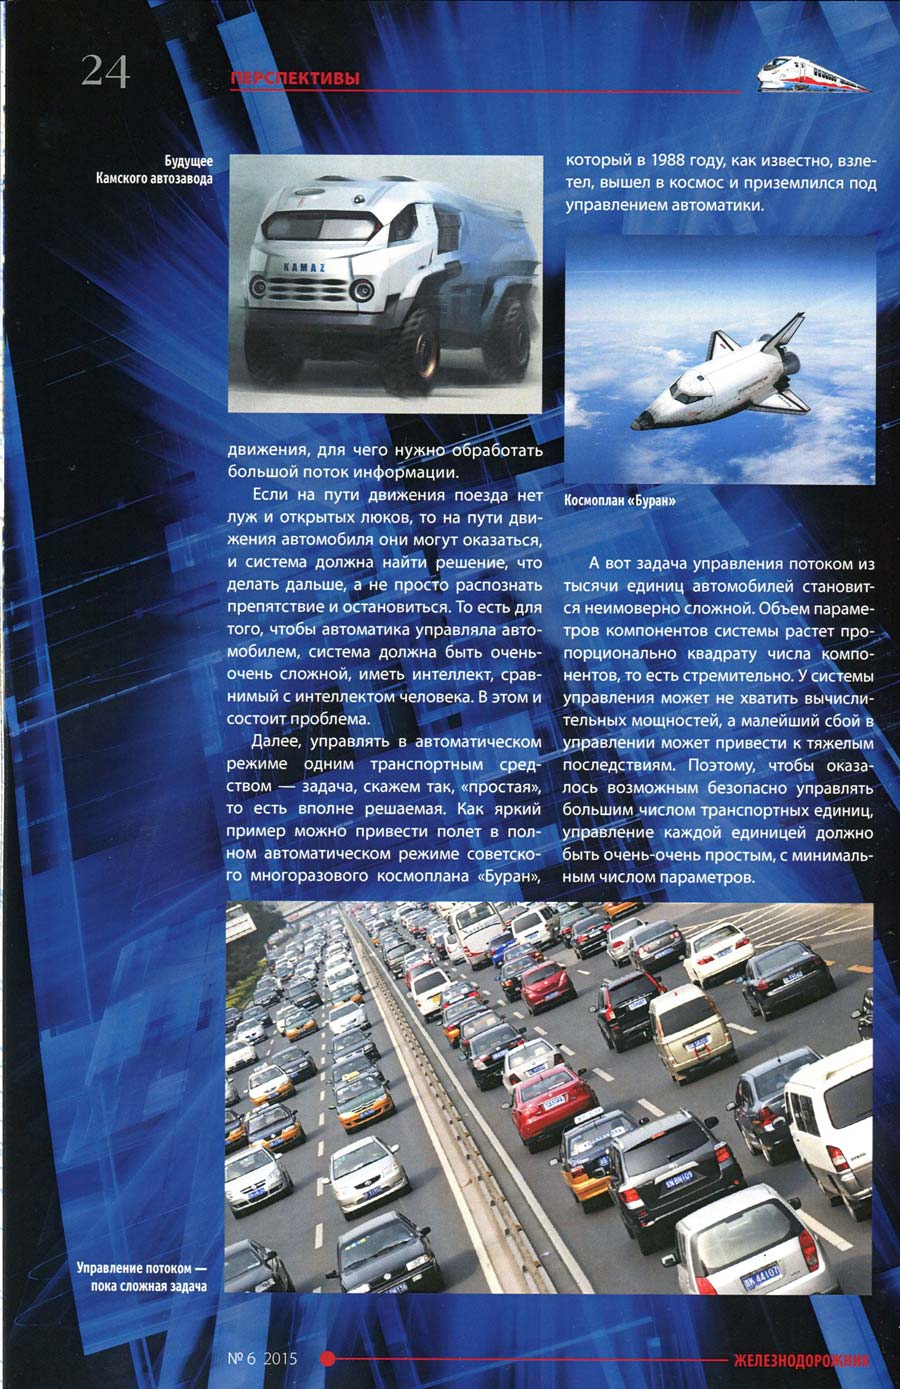 24
ПЕРСПЕКТИВЫ
Будущее
Камского автозавода
KAMAZ
движения, для чего нужно обработать
большой поток информации.
Если на пути движения поезда нет
луж и открытых люков, то на пути дви-
жения автомобиля они могут оказаться,
и система должна найти решение, что
делать дальше, а не просто распознать
препятствие и остановиться. То есть для
того, чтобы автоматика управляла авто-
мобилем, система должна быть очень-
очень сложной, иметь интеллект, срав-
нимый с интеллектом человека. В этом и
состоит проблема.
Далее, управлять в автоматическом
режиме одним транспортным сред-
ством — задача, скажем так, «простая»,
то есть вполне решаемая. Как яркий
пример можно привести полет в пол-
ном автоматическом режиме советско-
го многоразового космоплана «Буран»,
который в 1988 году, как известно, взле-
тел, вышел в космос и приземлился под
управлением автоматики.
Космоплан «Буран»
А вот задача управления потоком из
тысячи единиц автомобилей становит-
ся неимоверно сложной. Объем параме-
тров компонентов системы растет про-
порционально квадрату числа компо-
нентов, то есть стремительно. У системы
управления может не хватить вычисли-
тельных мощностей, а малейший сбой в
управлении может привести к тяжелым
последствиям. Поэтому, чтобы оказа-
лось возможным безопасно управлять
большим числом транспортных единиц,
управление каждой единицей должно
быть очень-очень простым, с минималь-
ным числом параметров.
Управление потоком —
пока сложная задача
№ 6 2015
ЖЕЛЕЗНОДОРОЖНИК